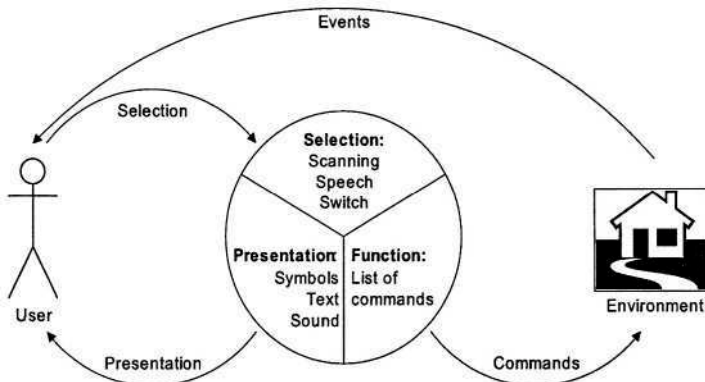 Events
Selection
Selection:
Scanning
Speech
Switch
Presentation:
Symbols
Text
Sound
Function:
List of
commands
User
Environment
Presentation
Commands